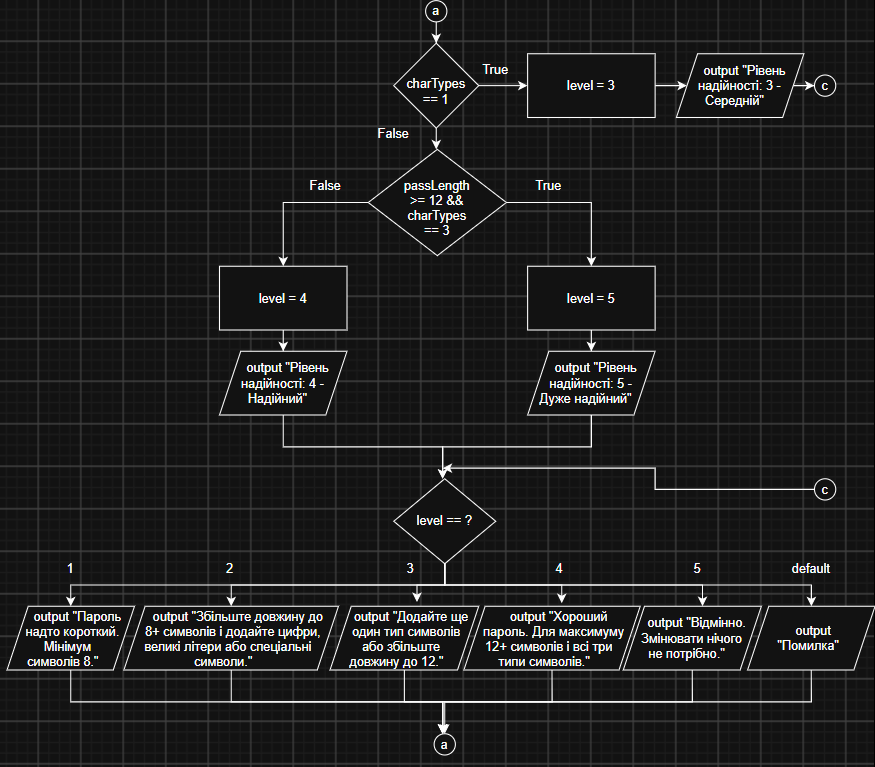 a
charTypes
== 1
True
level = 3
output "Рівень
надійності: 3 -
Середній"
c
False
passLength
>= 12 &&
charTypes
== 3
False
True
level = 4
level = 5
output "Рівень
надійності: 4 -
Надійний"
output "Рівень
надійності: 5 -
Дуже надійний"
c
level == ?
1
2
3
4
5
default
output "Пароль
надто короткий.
Мінімум
символів 8."
output "Збільште довжину до
8+ символів і додайте цифри,
великі літери або спеціальні
символи."
output "Додайте ще
один тип символів
або збільште
довжину до 12."
output "Хороший
пароль. Для максимуму
12+ символів і всі три
типи символів."
output "Відмінно.
Змінювати нічого
не потрібно."
output
"Помилка"
a